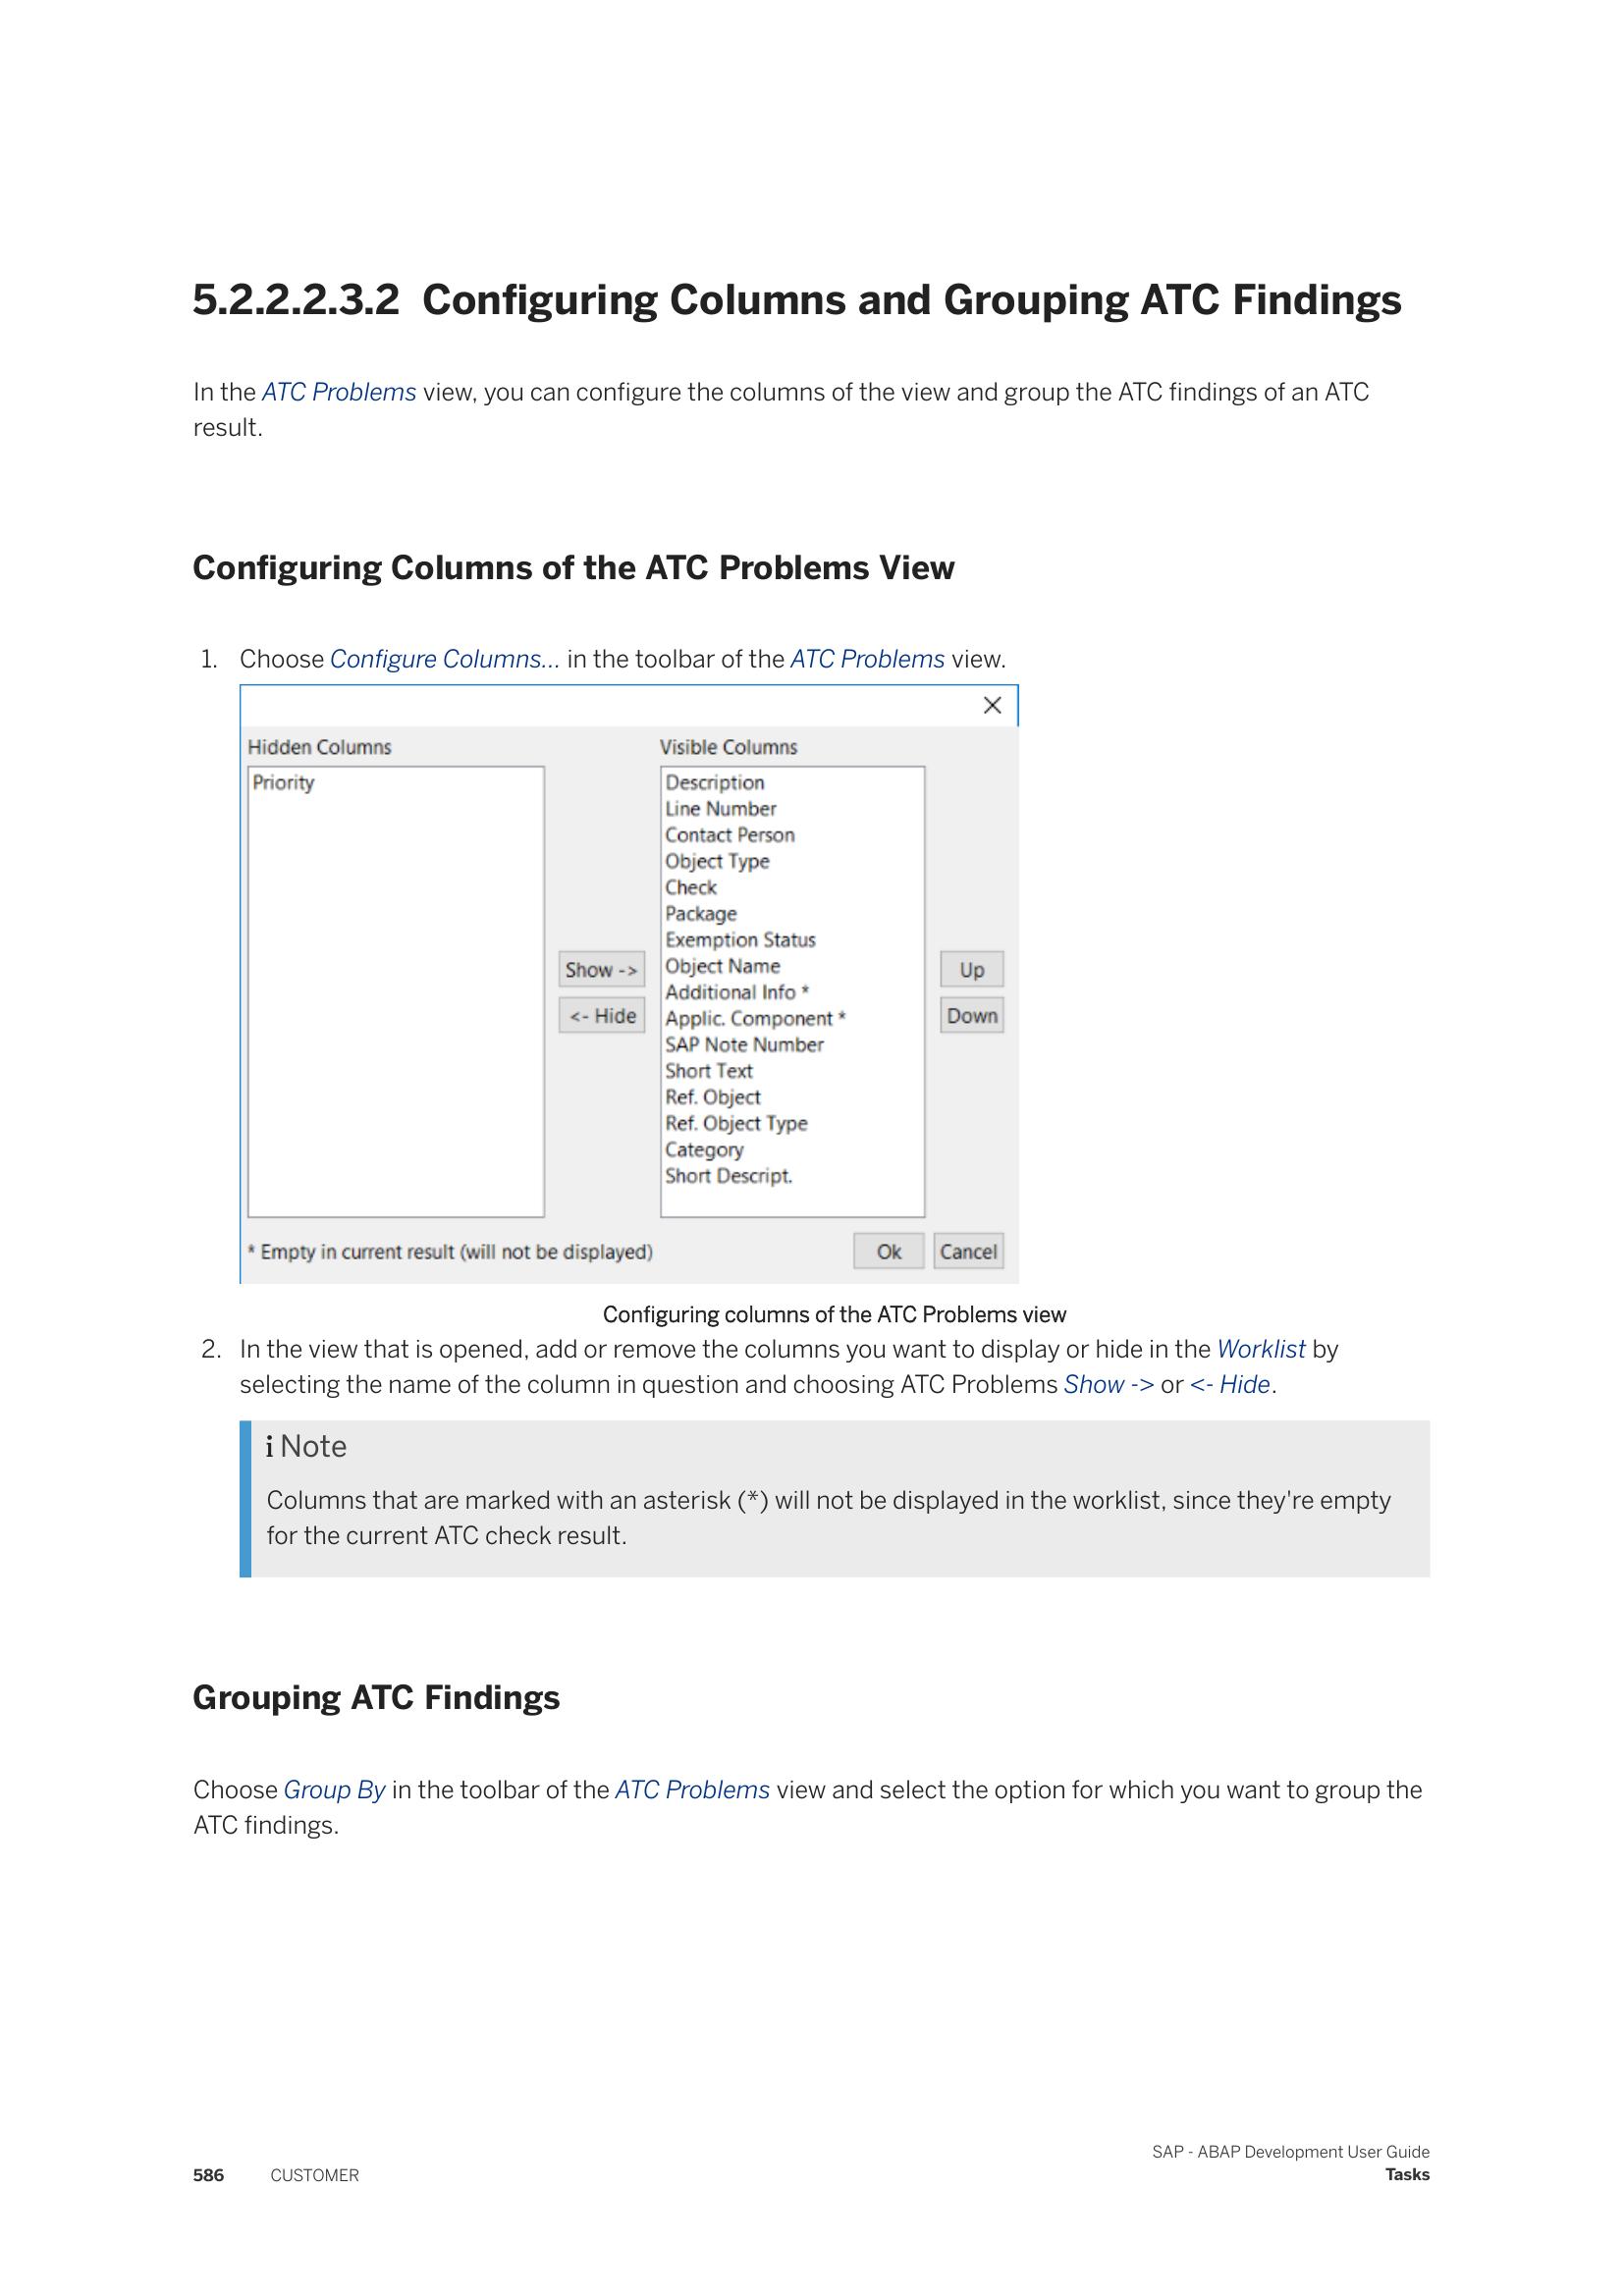 5.2.2.2.3.2 Configuring Columns and Grouping ATC Findings
In the ATC Problems view, you can configure the columns of the view and group the ATC findings of an ATC
result.
Configuring Columns of the ATC Problems View
1. Choose Configure Columns... in the toolbar of the ATC Problems view.
Hidden Columns
Priority
Show ->
<- Hide
Visible Columns
Description
Line Number
Contact Person
Object Type
Check
Package
Exemption Status
Object Name
Additional Info *
Applic. Component *
SAP Note Number
Short Text
Ref. Object
Ref. Object Type
Category
Short Descript.
Up
Down
* Empty in current result (will not be displayed)
Ok
Cancel
Configuring columns of the ATC Problems view
2. In the view that is opened, add or remove the columns you want to display or hide in the Worklist by
selecting the name of the column in question and choosing ATC Problems Show -> or <- Hide.
i Note
Columns that are marked with an asterisk (*) will not be displayed in the worklist, since they're empty
for the current ATC check result.
Grouping ATC Findings
Choose Group By in the toolbar of the ATC Problems view and select the option for which you want to group the
ATC findings.
586 CUSTOMER
SAP - ABAP Development User Guide
Tasks